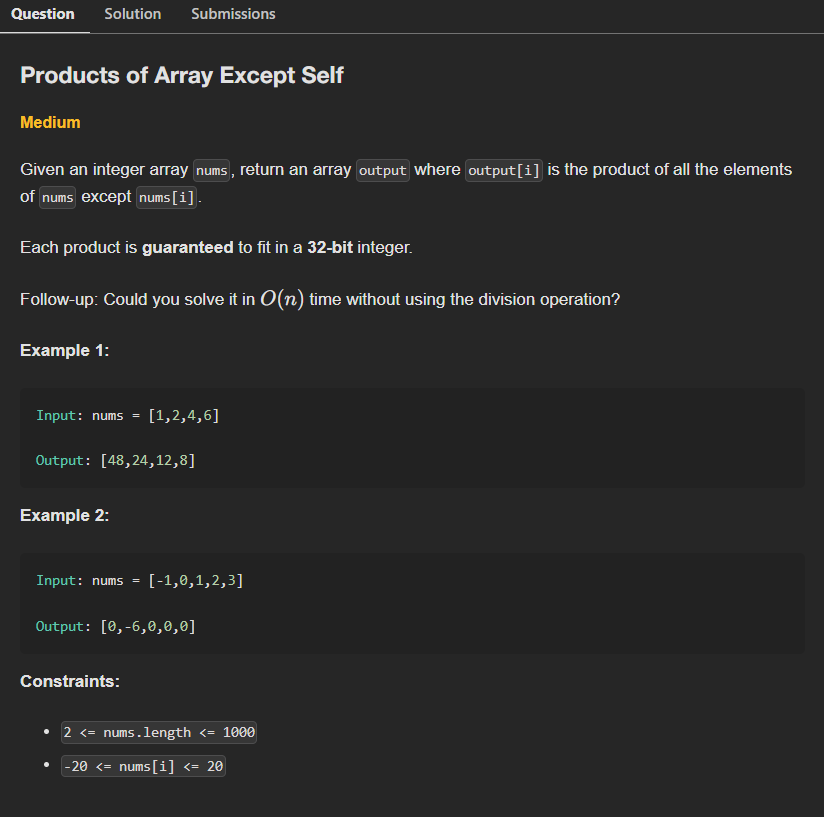 Question Solution Submissions
Products of Array Except Self
Medium
Given an integer array nums, return an array output where output[i] is the product of all the elements
of nums except nums[i].
Each product is guaranteed to fit in a 32-bit integer.
Follow-up: Could you solve it in O(n) time without using the division operation?
Example 1:
Input: nums = [1,2,4,6]
Output: [48,24,12,8]
Example 2:
Input: nums = [-1,0,1,2,3]
Output: [0,-6,0,0,0]
Constraints:
• 2 <= nums.length <= 1000
• -20 <= nums[i] <= 20